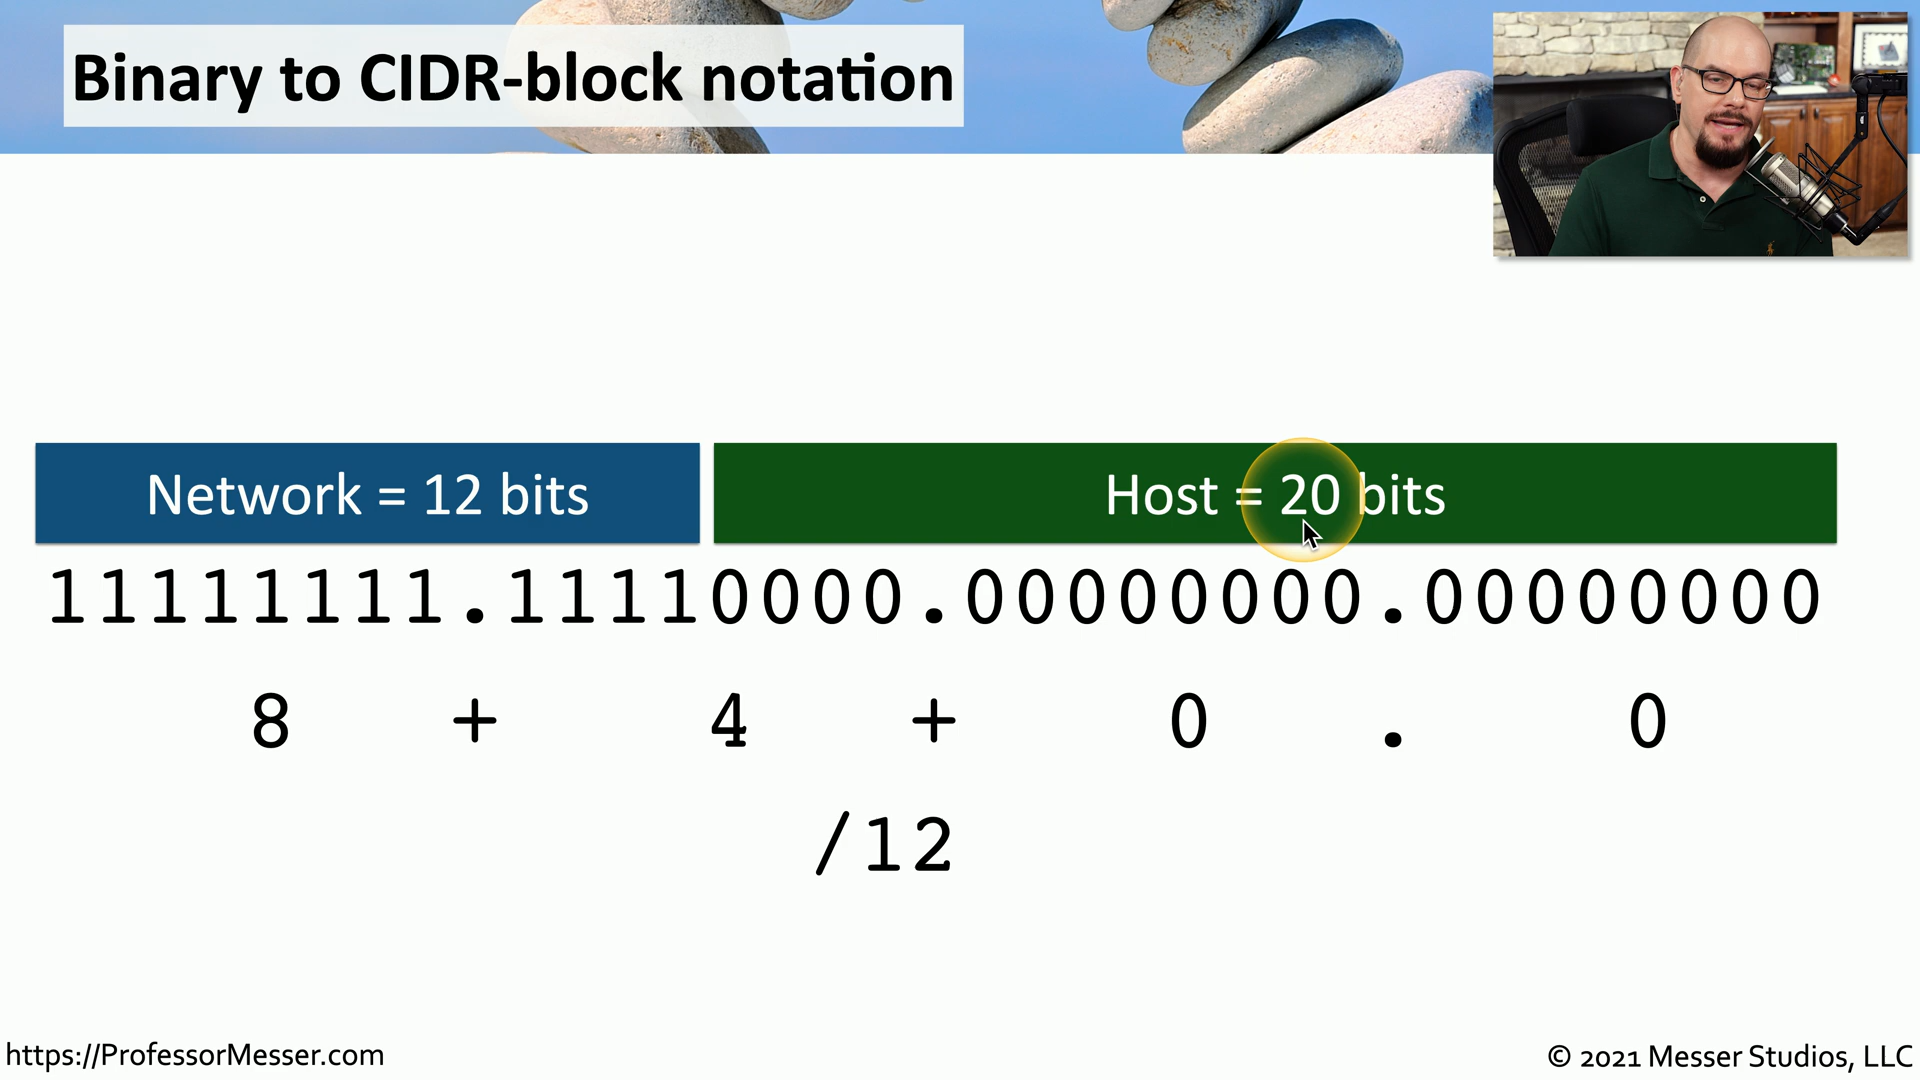 Binary to CIDR-block notation
Network = 12 bits
Host = 20 bits
11111111.11110000.00000000.00000000
8 + 4 + 0 . 0
/12
https://ProfessorMesser.com
© 2021 Messer Studios, LLC